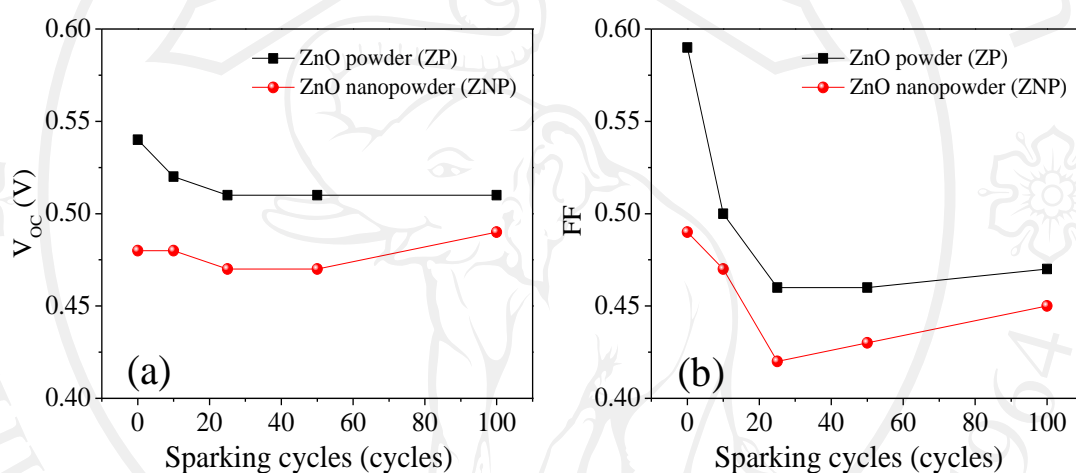 0.60
0.55
0.50
0.45
0.40
V_OC (V)
ZnO powder (ZP)
ZnO nanopowder (ZNP)
(a)
0 20 40 60 80 100
Sparking cycles (cycles)
0.60
0.55
0.50
0.45
0.40
FF
ZnO powder (ZP)
ZnO nanopowder (ZNP)
(b)
0 20 40 60 80 100
Sparking cycles (cycles)
964